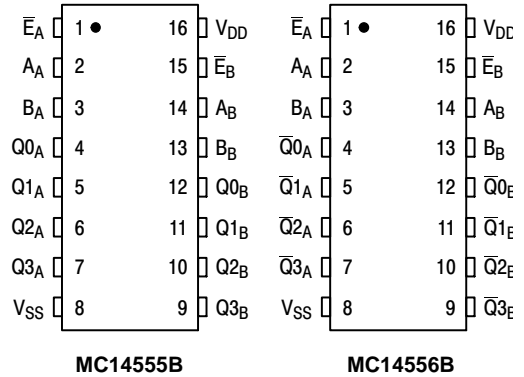 E̅A 1 16 VDD E̅A 1 16 VDD
AA 2 15 E̅B AA 2 15 E̅B
BA 3 14 AB BA 3 14 AB
Q0A 4 13 BB Q̅0A 4 13 BB
Q1A 5 12 Q0B Q̅1A 5 12 Q̅0B
Q2A 6 11 Q1B Q̅2A 6 11 Q̅1B
Q3A 7 10 Q2B Q̅3A 7 10 Q̅2B
VSS 8 9 Q3B VSS 8 9 Q̅3B
MC14555B MC14556B